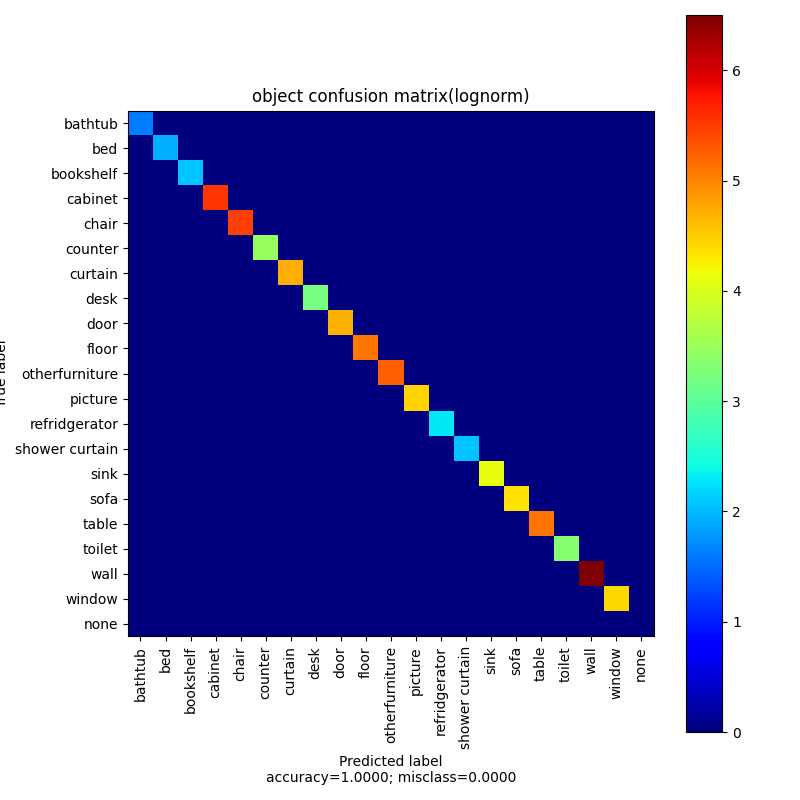 object confusion matrix(lognorm)
bathtub
bed
bookshelf
cabinet
chair
counter
curtain
desk
door
floor
otherfurniture
picture
refridgerator
shower curtain
sink
sofa
table
toilet
wall
window
none
label
bathtub
bed
bookshelf
cabinet
chair
counter
curtain
desk
door
floor
otherfurniture
picture
refridgerator
shower curtain
sink
sofa
table
toilet
wall
window
none
Predicted label
accuracy=1.0000; misclass=0.0000
6
5
4
3
2
1
0